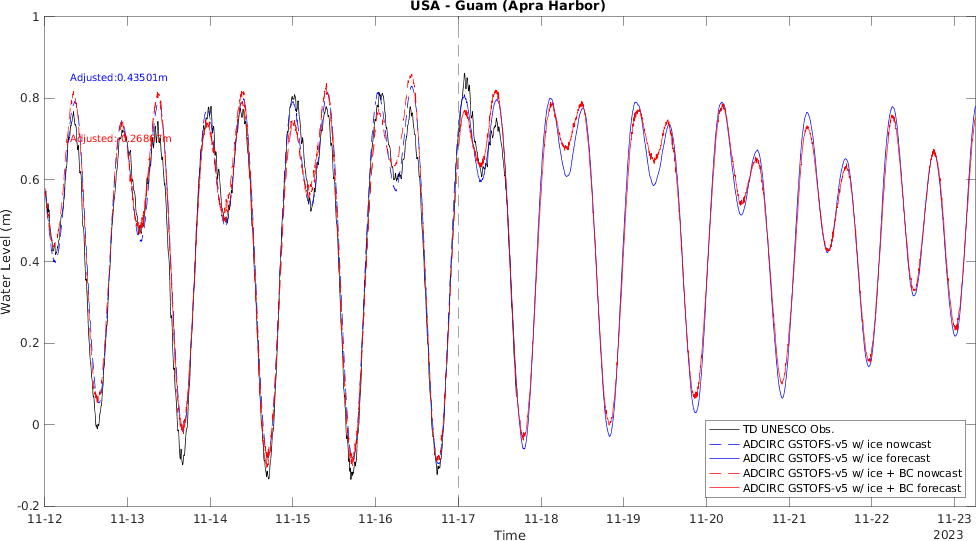 USA - Guam (Apra Harbor)
1
0.8
0.6
0.4
0.2
0
-0.2
Water Level (m)
Adjusted:0.43501m
TD UNESCO Obs.
ADCIRC GSTOFS-v5 w/ ice nowcast
ADCIRC GSTOFS-v5 w/ ice forecast
ADCIRC GSTOFS-v5 w/ ice + BC nowcast
ADCIRC GSTOFS-v5 w/ ice + BC forecast
11-12 11-13 11-14 11-15 11-16 11-17 11-18 11-19 11-20 11-21 11-22 11-23
Time
2023